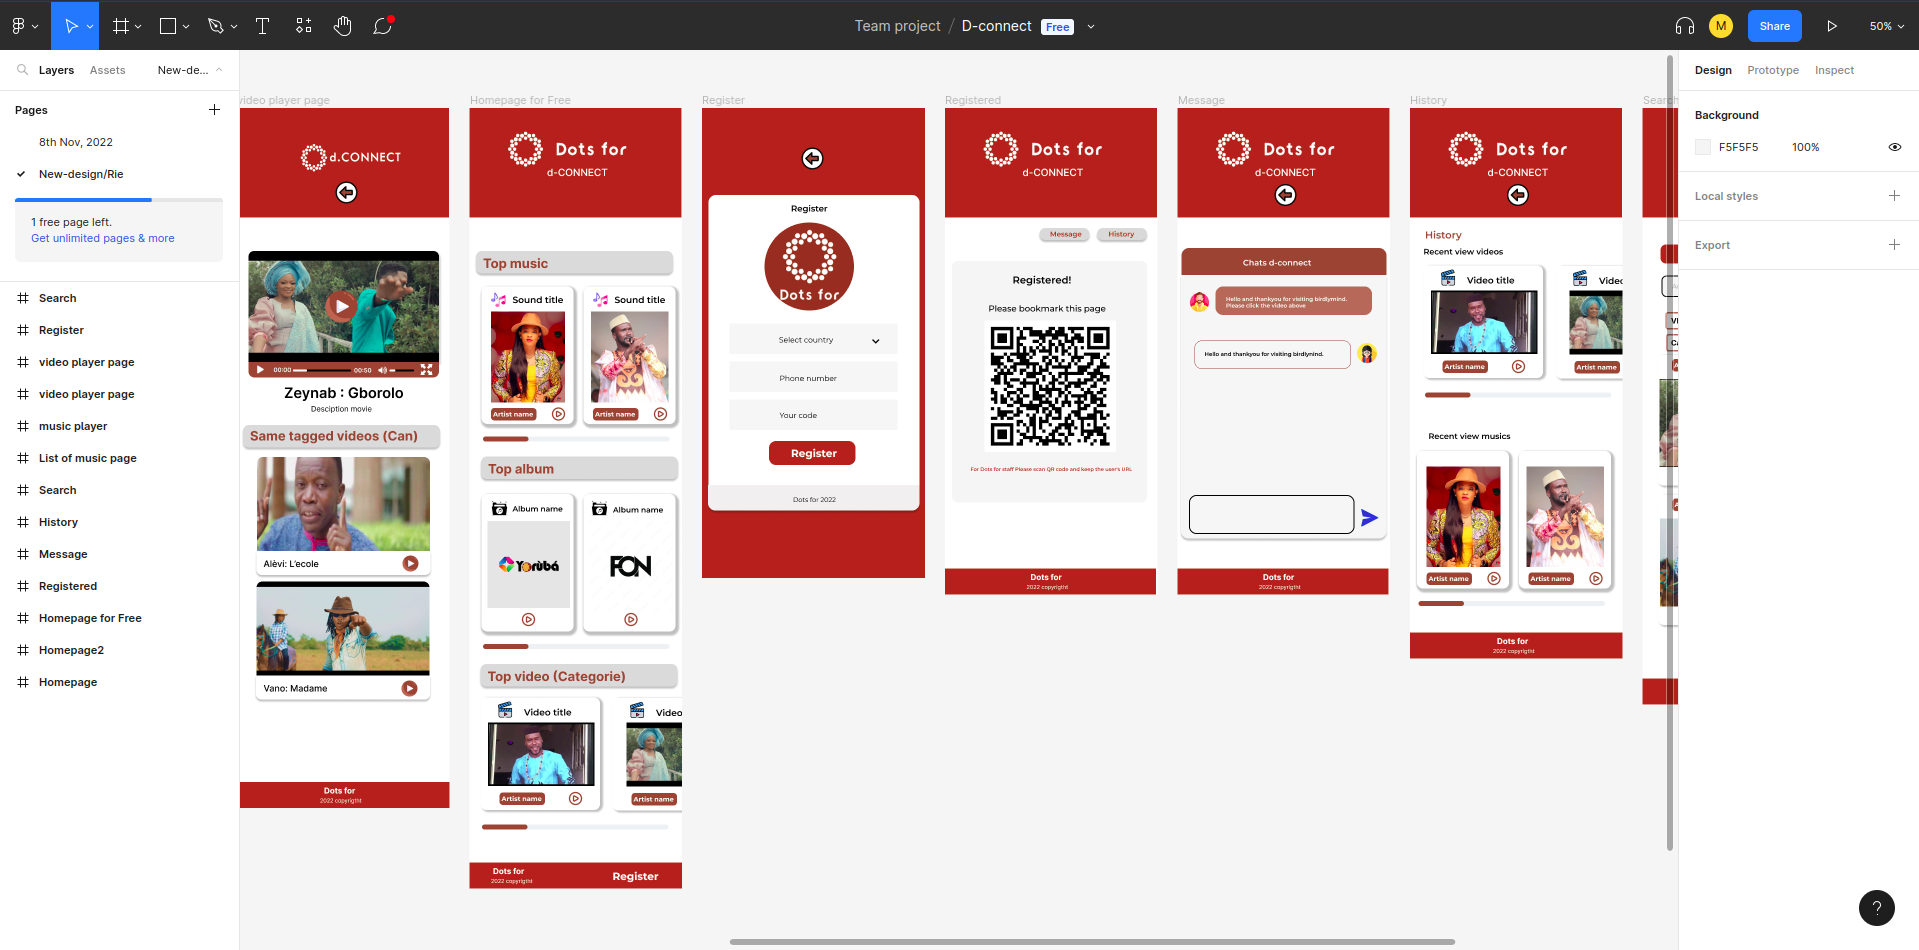 Team project / D-connect Free
M
Share
50%
Layers
Assets
New-de...
Pages
8th Nov, 2022
New-design/Rie
1 free page left.
Get unlimited pages & more
Search
Register
video player page
video player page
music player
List of music page
Search
History
Message
Registered
Homepage for Free
Homepage2
Homepage
video player page
d.CONNECT
00:00
00:50
Zeynab : Gborolo
Desciption movie
Same tagged videos (Can)
Alèvi: L'ecole
Vano: Madame
Dots for
2022 copyrigtht
Homepage for Free
Dots for
d-CONNECT
Top music
Sound title
Sound title
Artist name
Artist name
Top album
Album name
Album name
Yorùbá
FON
Top video (Categorie)
Video title
Video
Artist name
Artist name
Dots for
2022 copyrigtht
Register
Register
Register
Dots for
Select country
Phone number
Your code
Register
Dots for 2022
Registered
Dots for
d-CONNECT
Message
History
Registered!
Please bookmark this page
For Dots for staff Please scan QR code and keep the user's URL
Dots for
2022 copyrigtht
Message
Dots for
d-CONNECT
Chats d-connect
Hello and thankyou for visiting birdlymind.
Please click the video above
Hello and thankyou for visiting birdlynind.
Dots for
2022 copyrigtht
History
Dots for
d-CONNECT
History
Recent view videos
Video title
Videc
Artist name
Artist name
Recent view musics
Artist name
Artist name
Dots for
2022 copyrigtht
Search
Design
Prototype
Inspect
Background
F5F5F5
100%
Local styles
Export
?